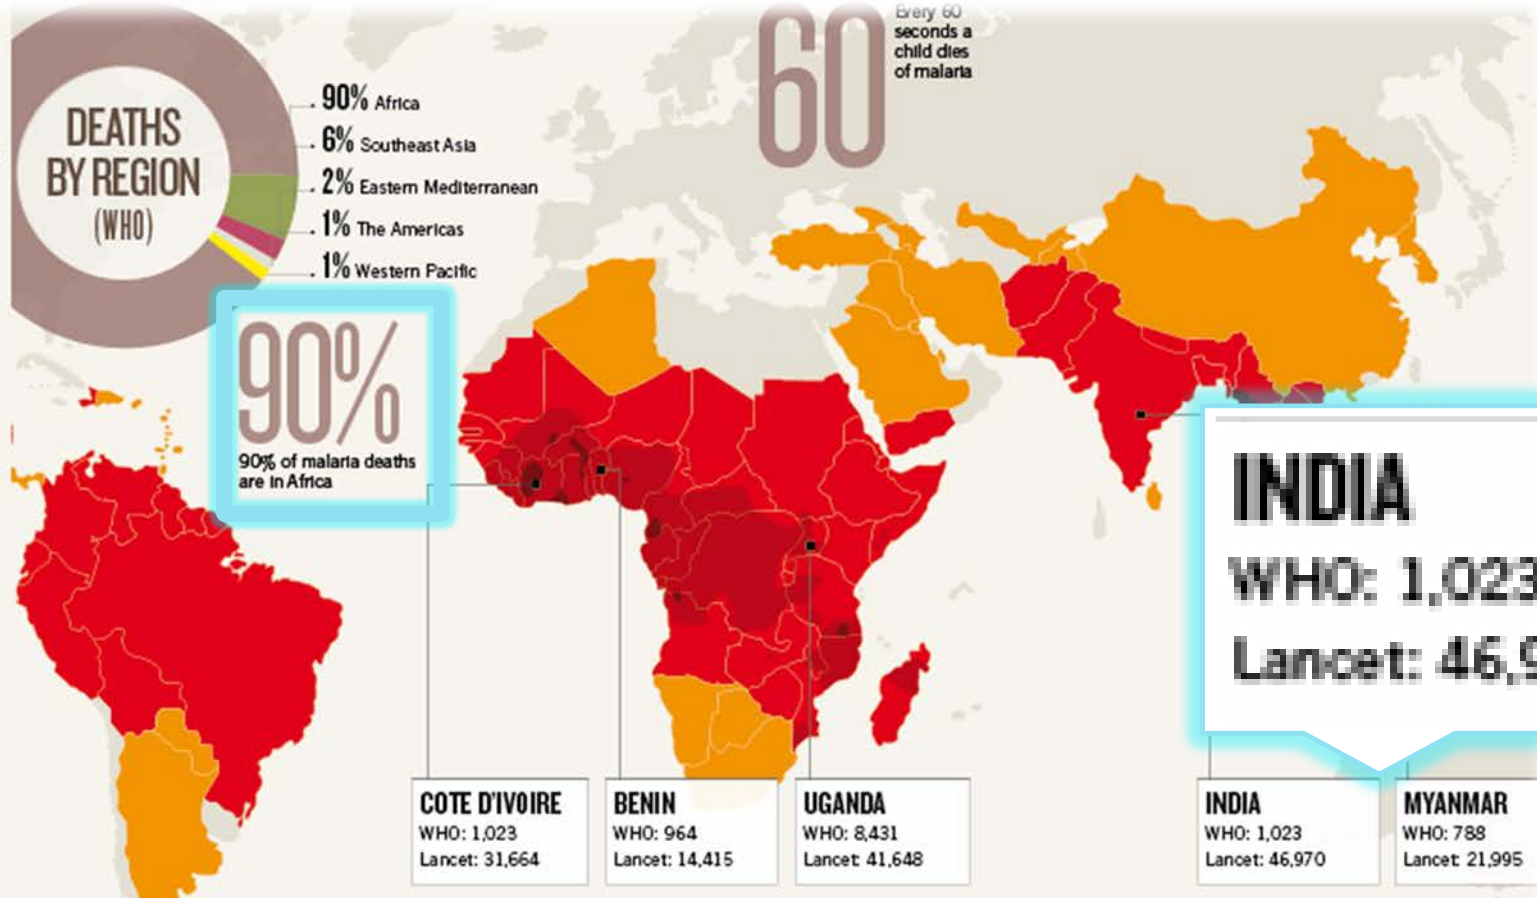 DEATHS
BY REGION
(WHO)
90% Africa
6% Southeast Asia
2% Eastern Mediterranean
1% The Americas
1% Western Pacific
60
Every 60
seconds a
child dies
of malaria
90%
90% of malaria deaths
are in Africa
INDIA
WHO: 1,023
Lancet: 46,9
COTE D'IVOIRE
WHO: 1,023
Lancet: 31,664
BENIN
WHO: 964
Lancet: 14,415
UGANDA
WHO: 8,431
Lancet: 41,648
INDIA
WHO: 1,023
Lancet: 46,970
MYANMAR
WHO: 788
Lancet: 21,995